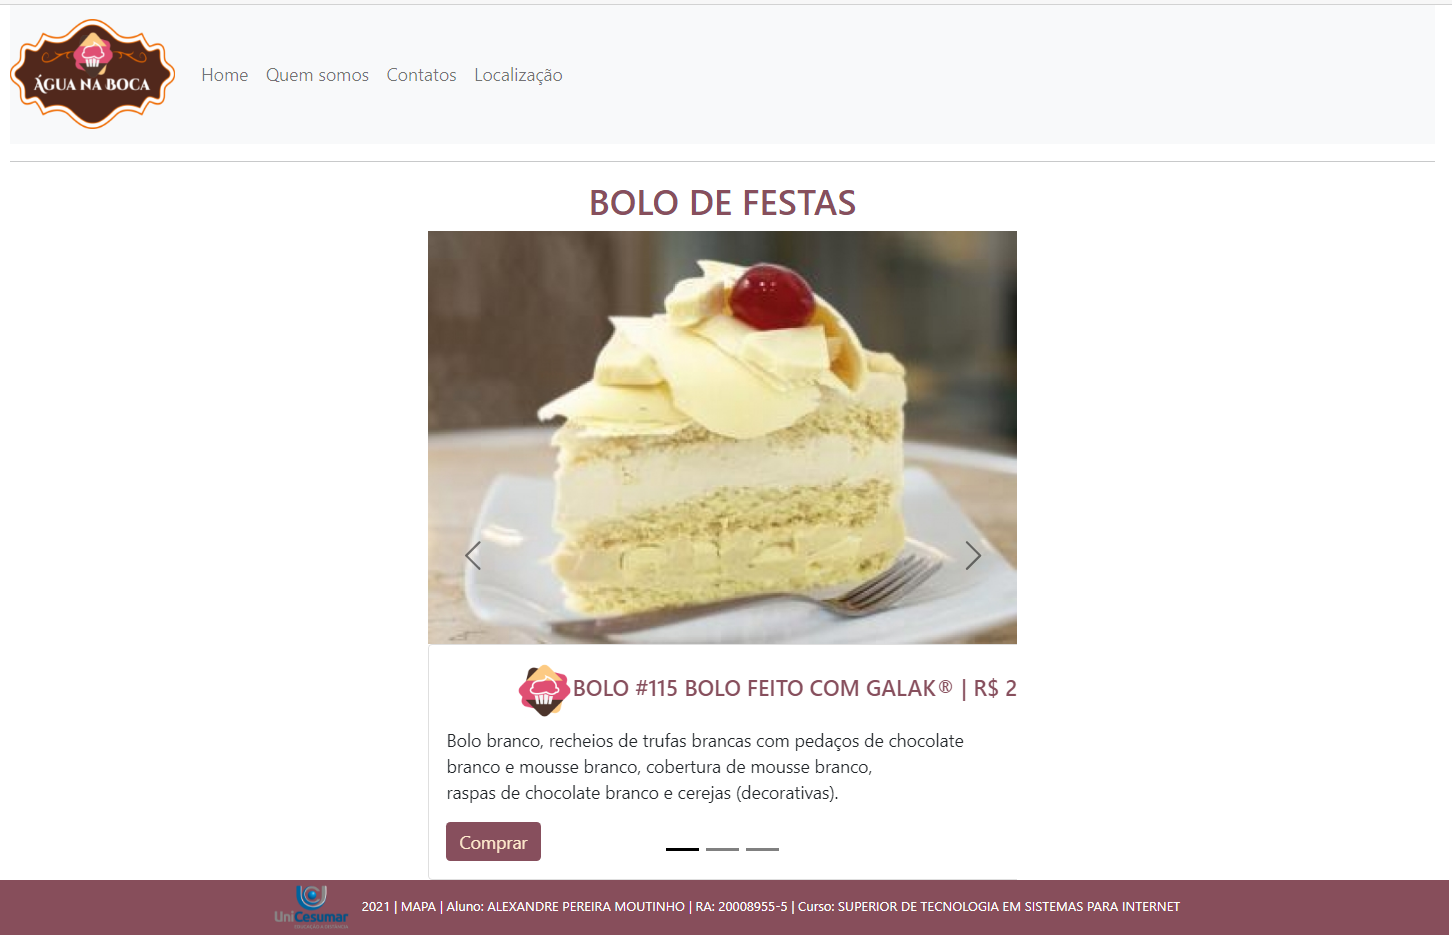 ÁGUA NA BOCA
Home Quem somos Contatos Localização
BOLO DE FESTAS
BOLO #115 BOLO FEITO COM GALAK® | R$ 2
Bolo branco, recheios de trufas brancas com pedaços de chocolate
branco e mousse branco, cobertura de mousse branco,
raspas de chocolate branco e cerejas (decorativas).
Comprar
UniCesumar
EDUCAÇÃO A DISTÂNCIA
2021 | MAPA | Aluno: ALEXANDRE PEREIRA MOUTINHO | RA: 20008955-5 | Curso: SUPERIOR DE TECNOLOGIA EM SISTEMAS PARA INTERNET